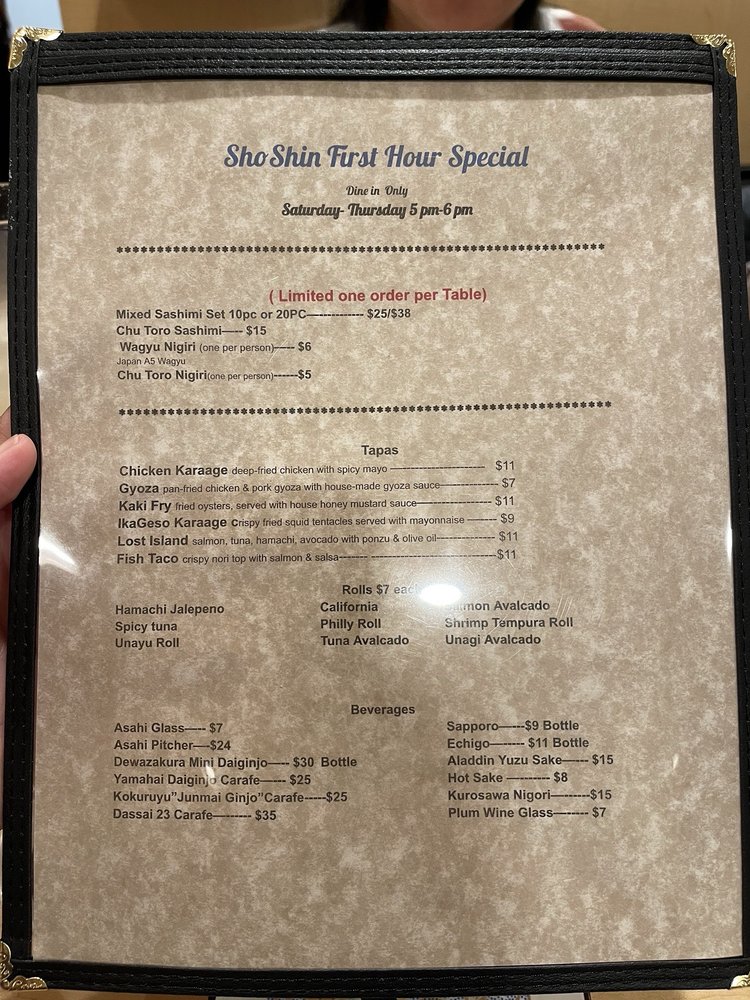 ShoShin First Hour Special
Dine in Only
Saturday- Thursday 5 pm-6 pm
************************************************************
( Limited one order per Table)
Mixed Sashimi Set 10pc or 20PC—----------- $25/$38
Chu Toro Sashimi—-- $15
Wagyu Nigiri (one per person)—-- $6
Japan A5 Wagyu
Chu Toro Nigiri(one per person)------$5
************************************************************
Tapas
Chicken Karaage deep-fried chicken with spicy mayo —--------------------- $11
Gyoza pan-fried chicken & pork gyoza with house-made gyoza sauce—------------ $7
Kaki Fry fried oysters, served with house honey mustard sauce—----------------- $11
IkaGeso Karaage Crispy fried squid tentacles served with mayonnaise —----- $9
Lost Island salmon, tuna, hamachi, avocado with ponzu & olive oil—------------- $11
Fish Taco crispy nori top with salmon & salsa—----- —----------------------------$11
Rolls $7 each
Hamachi Jalepeno California Salmon Avalcado
Spicy tuna Philly Roll Shrimp Tempura Roll
Unayu Roll Tuna Avalcado Unagi Avalcado
Beverages
Asahi Glass—-- $7 Sapporo—---$9 Bottle
Asahi Pitcher—-$24 Echigo—----- $11 Bottle
Dewazakura Mini Daiginjo—-- $30 Bottle Aladdin Yuzu Sake—--- $15
Yamahai Daiginjo Carafe—--- $25 Hot Sake —------- $8
Kokuruyu”Junmai Ginjo”Carafe-----$25 Kurosawa Nigori—------$15
Dassai 23 Carafe—------ $35 Plum Wine Glass—----- $7